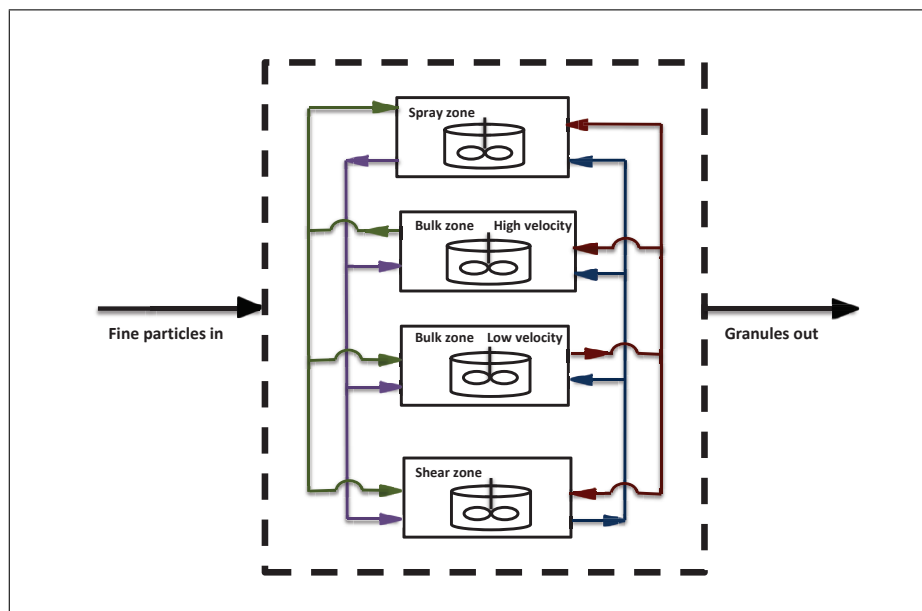 Spray zone
Bulk zone High velocity
Fine particles in
Bulk zone Low velocity
Granules out
Shear zone